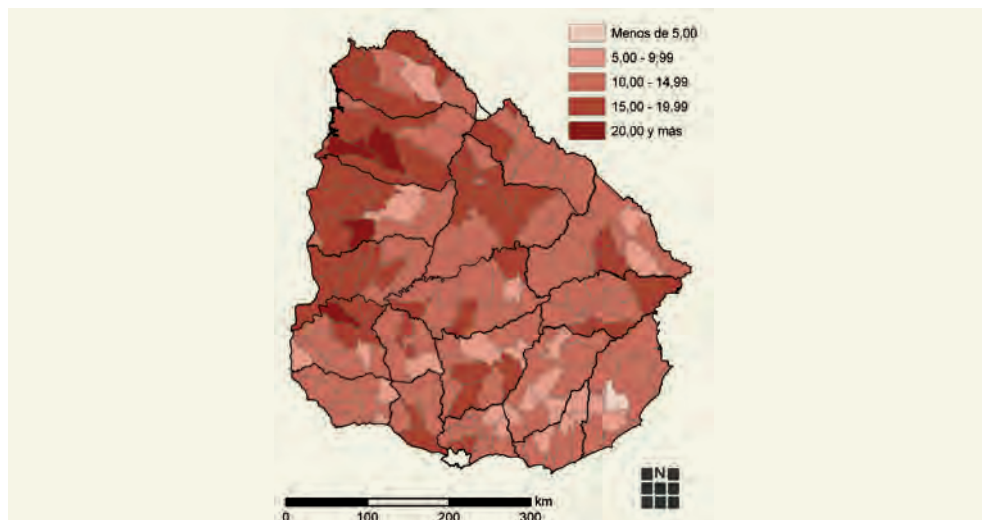 Menos de 5,00
5,00 - 9,99
10,00 - 14,99
15,00 - 19,99
20,00 y más
N
km
0 100 200 300